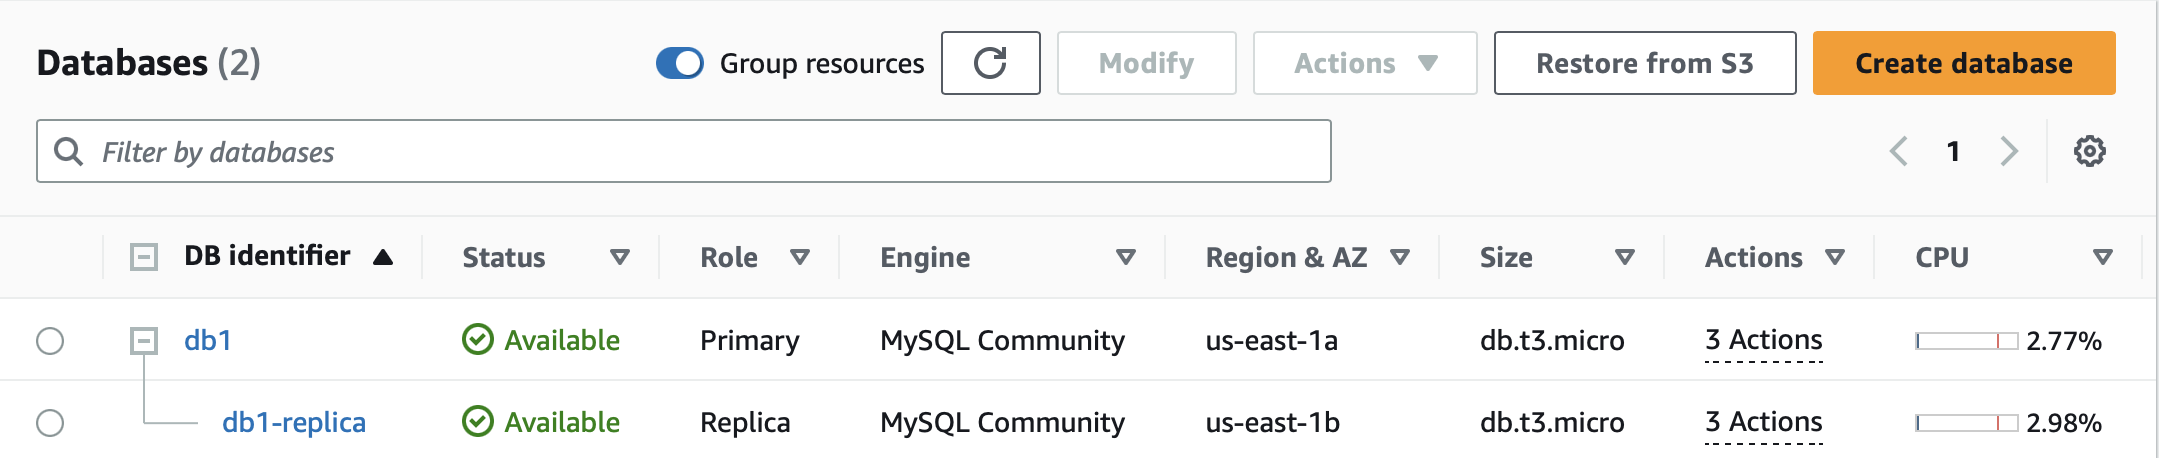 Databases (2) Group resources Modify Actions Restore from S3 Create database
Filter by databases 1
DB identifier Status Role Engine Region & AZ Size Actions CPU
db1 Available Primary MySQL Community us-east-1a db.t3.micro 3 Actions 2.77%
db1-replica Available Replica MySQL Community us-east-1b db.t3.micro 3 Actions 2.98%